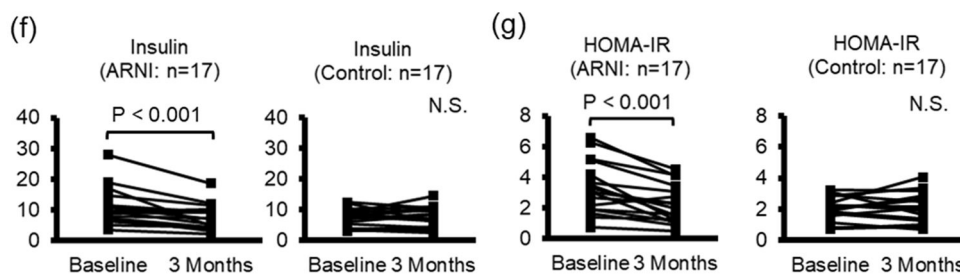 (f)
Insulin
(ARNI: n=17)
P < 0.001
40
30
20
10
0
Baseline 3 Months
Insulin
(Control: n=17)
N.S.
40
30
20
10
0
Baseline 3 Months
(g)
HOMA-IR
(ARNI: n=17)
P < 0.001
8
6
4
2
0
Baseline 3 Months
HOMA-IR
(Control: n=17)
N.S.
8
6
4
2
0
Baseline 3 Months